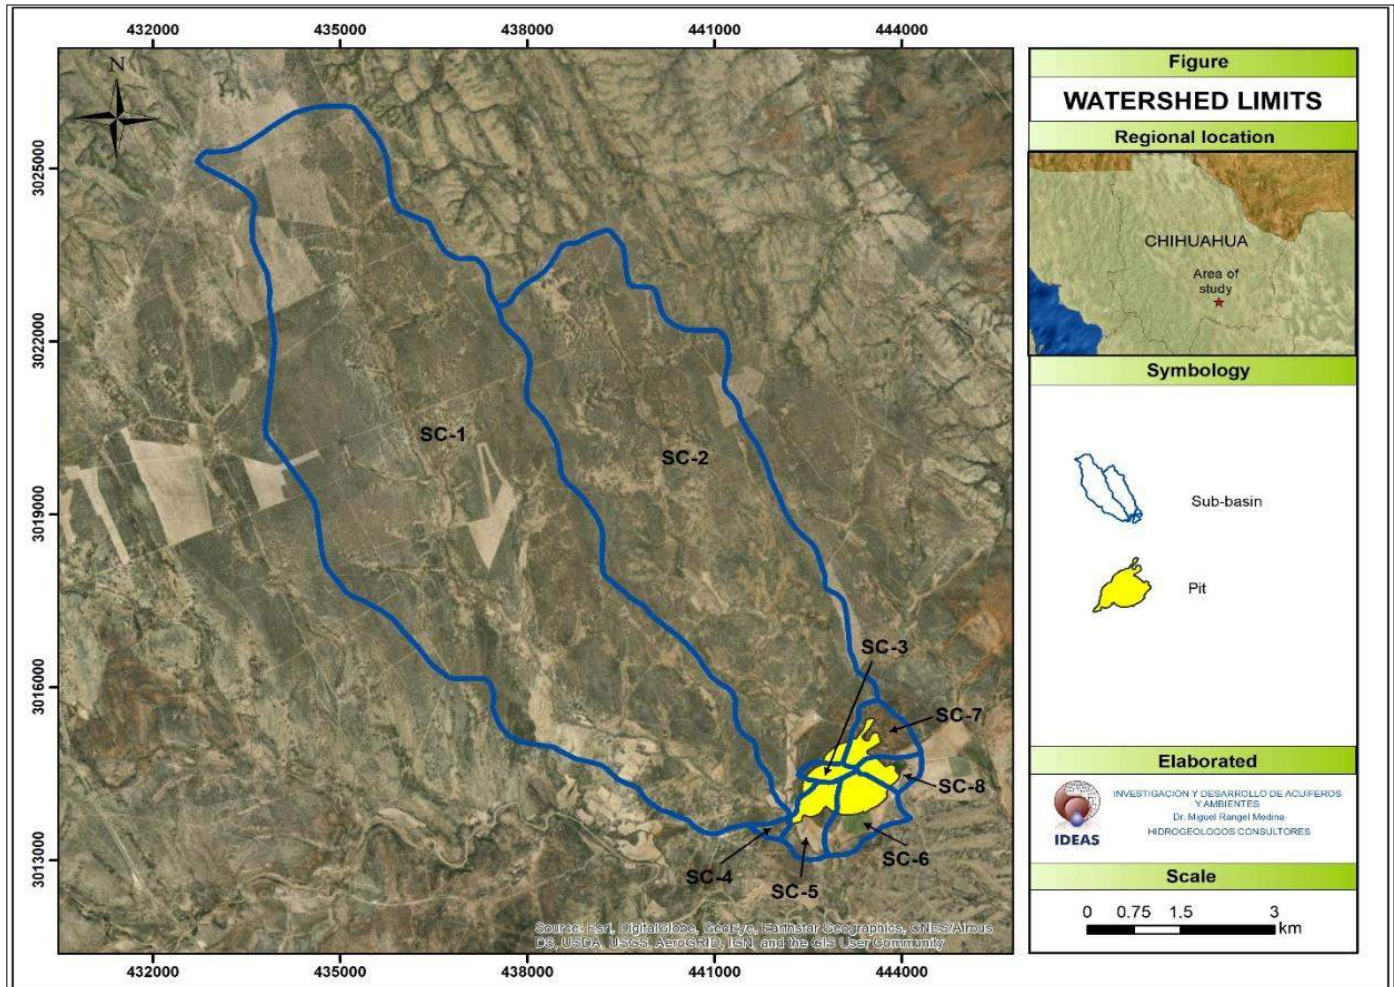 432000 435000 438000 441000 444000
N
3025000
3022000
3019000
3016000
3013000
SC-1
SC-2
SC-3
SC-7
SC-8
SC-6
SC-4
SC-5
Source: Esri, DigitalGlobe, GeoEye, Earthstar Geographics, CNES/Airbus
DS, USDA, USGS, AeroGRID, IGN, and the GIS User Community
432000 435000 438000 441000 444000
Figure
WATERSHED LIMITS
Regional location
CHIHUAHUA
Area of
study
Symbology
Sub-basin
Pit
Elaborated
IDEAS
INVESTIGACIÓN Y DESARROLLO DE ACUIFEROS
Y AMBIENTES
Dr. Miguel Rangel Medina
HIDROGEOLOGOS CONSULTORES
Scale
0 0.75 1.5 3
km